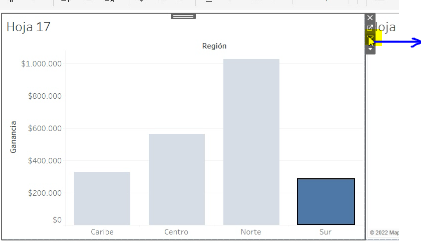 Hoja 17
Hoja
Región
Ganancia
$1.000.000
$800.000
$600.000
$400.000
$200.000
$0
Caribe
Centro
Norte
Sur
© 2022 Map